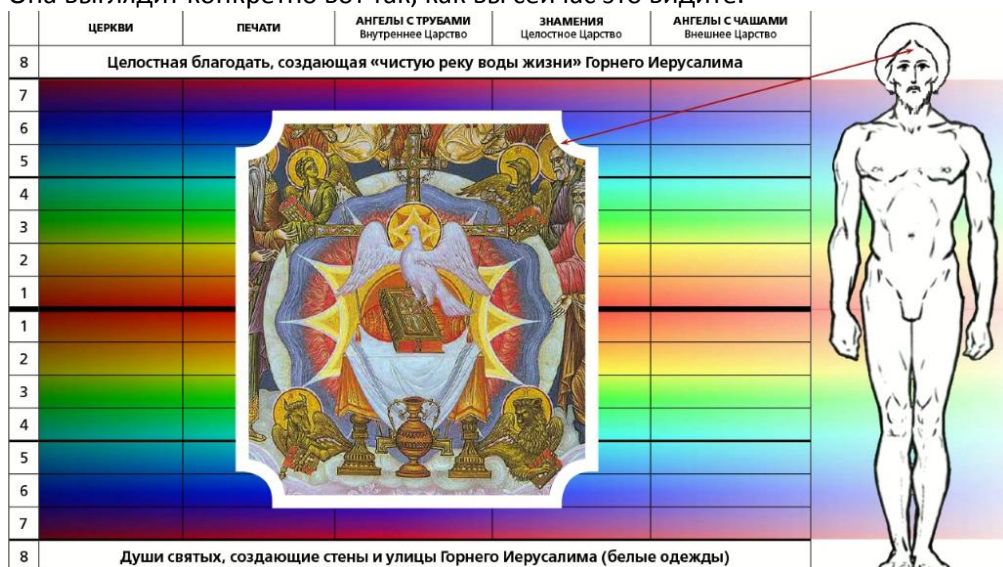 Она выглядит конкретно вот так, как вы сейчас это видите.
ЦЕРКВИ ПЕЧАТИ АНГЕЛЫ С ТРУБАМИ ЗНАМЕНИЯ АНГЕЛЫ С ЧАШАМИ
Внутреннее Царство Целостное Царство Внешнее Царство
8 Целостная благодать, создающая «чистую реку воды жизни» Горнего Иерусалима
7
6
5
4
3
2
1
1
2
3
4
5
6
7
8 Души святых, создающие стены и улицы Горнего Иерусалима (белые одежды)